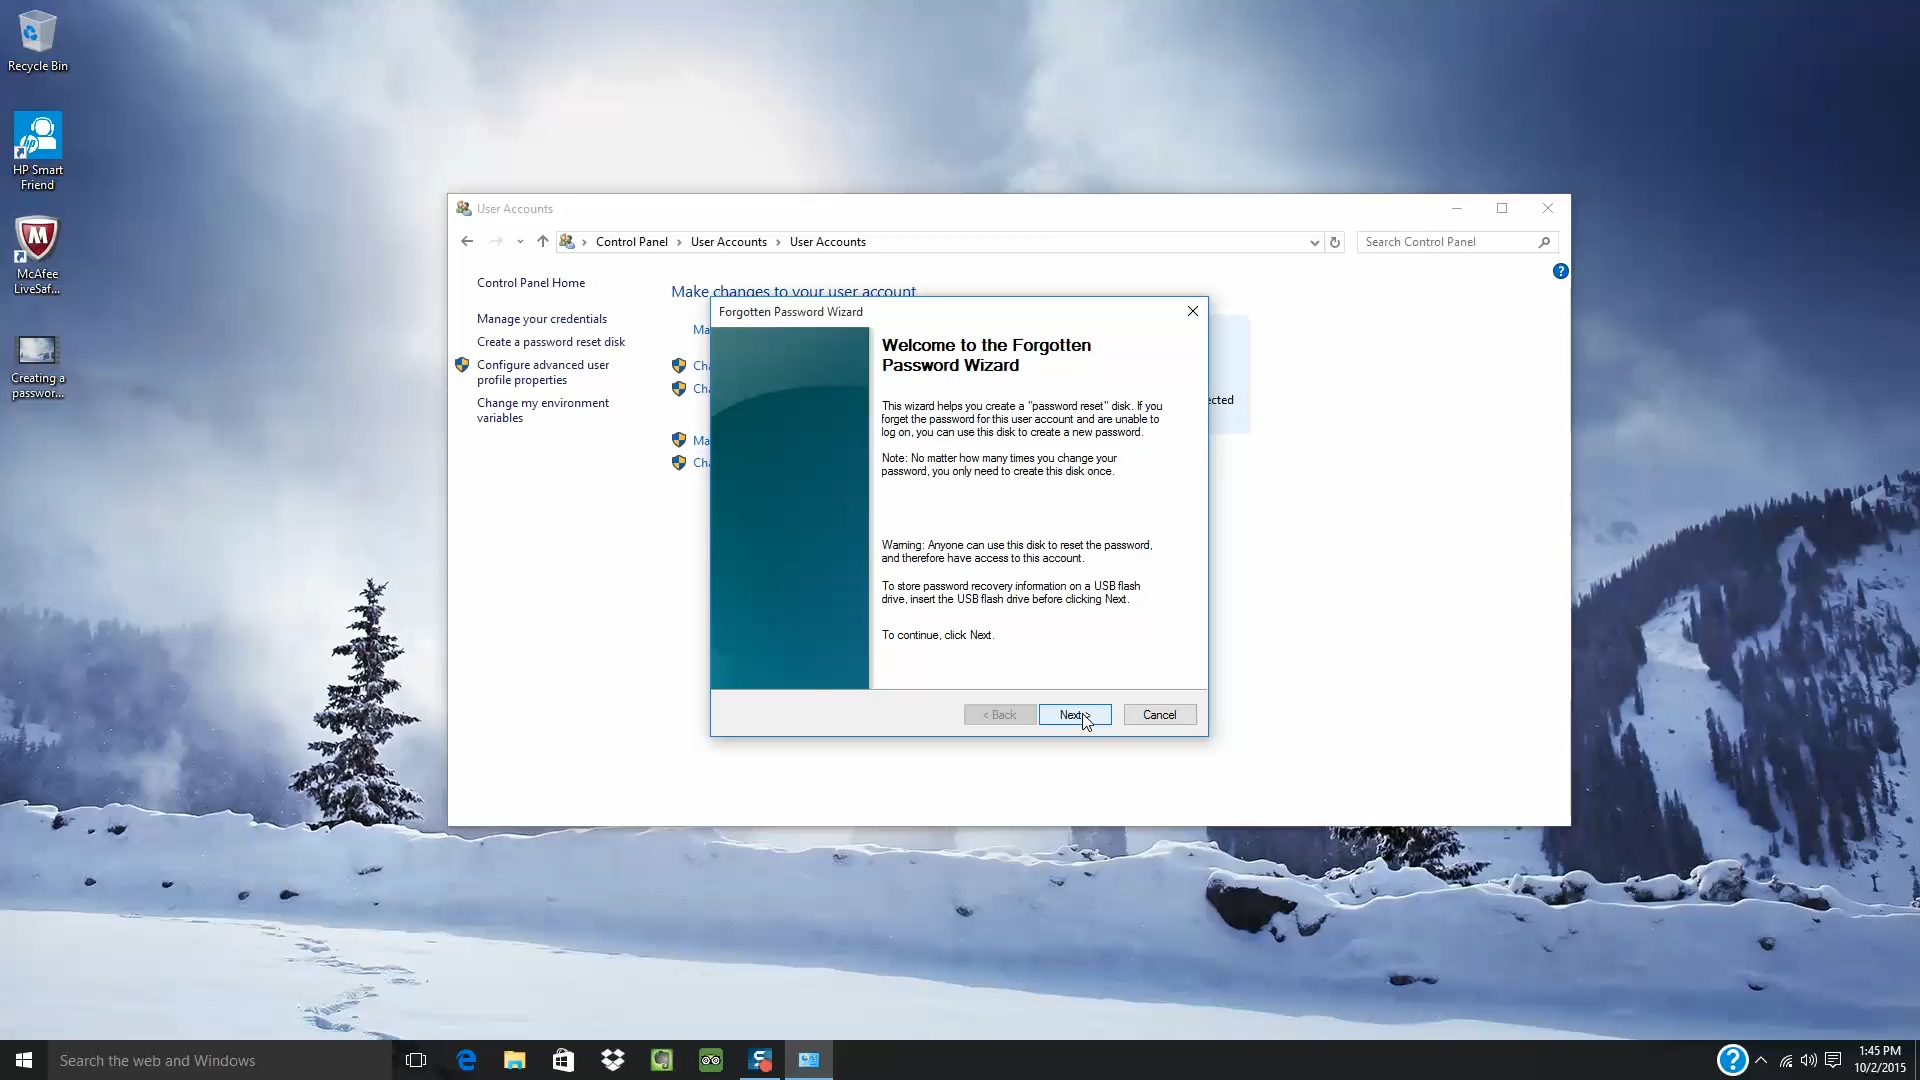 Recycle Bin
HP Smart
Friend
McAfee
LiveSaf...
Creating a
passwor...
User Accounts
Control Panel
User Accounts
User Accounts
Search Control Panel
Control Panel Home
Manage your credentials
Create a password reset disk
Configure advanced user
profile properties
Change my environment
variables
Make changes to your user account
Ma
Cha
Cha
Ma
Cha
ected
Forgotten Password Wizard
Welcome to the Forgotten
Password Wizard
This wizard helps you create a "password reset" disk. If you
forget the password for this user account and are unable to
log on, you can use this disk to create a new password.
Note: No matter how many times you change your
password, you only need to create this disk once.
Warning: Anyone can use this disk to reset the password,
and therefore have access to this account.
To store password recovery information on a USB flash
drive, insert the USB flash drive before clicking Next.
To continue, click Next.
< Back
Next >
Cancel
Search the web and Windows
1:45 PM
10/2/2015